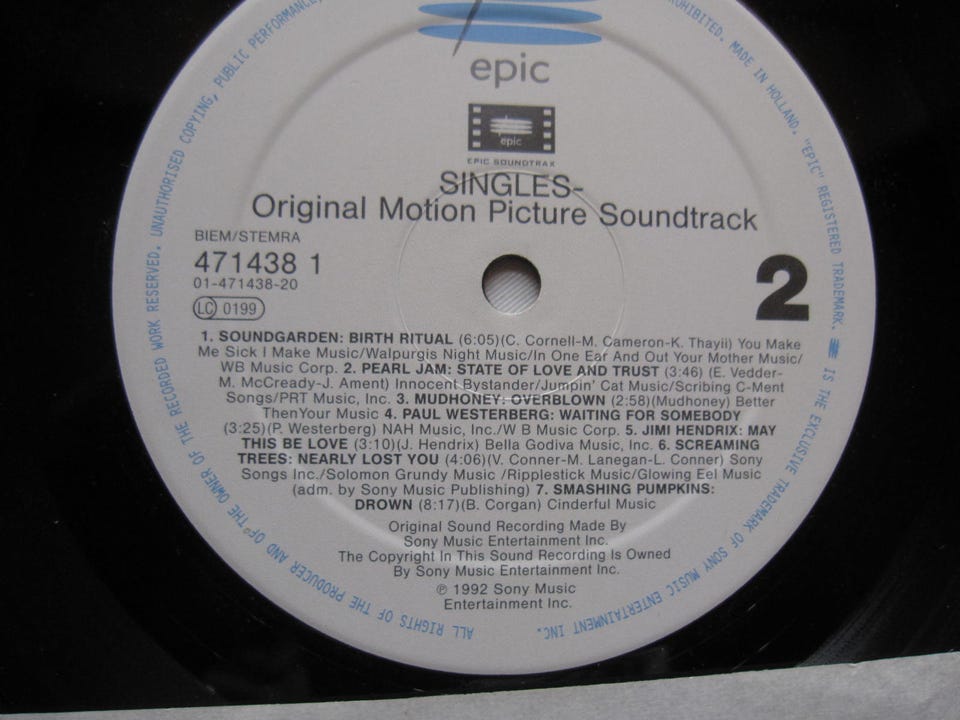 epic
epic
EPIC SOUNDTRAX
SINGLES-
Original Motion Picture Soundtrack
BIEM/STEMRA
471438 1
01-471438-20
LC 0199
2
1. SOUNDGARDEN: BIRTH RITUAL (6:05)(C. Cornell-M. Cameron-K. Thayii) You Make
Me Sick I Make Music/Walpurgis Night Music/In One Ear And Out Your Mother Music/
WB Music Corp. 2. PEARL JAM: STATE OF LOVE AND TRUST (3:46) (E. Vedder-
M. McCready-J. Ament) Innocent Bystander/Jumpin' Cat Music/Scribing C-Ment
Songs/PRT Music, Inc. 3. MUDHONEY: OVERBLOWN (2:58)(Mudhoney) Better
ThenYour Music 4. PAUL WESTERBERG: WAITING FOR SOMEBODY
(3:25)(P. Westerberg) NAH Music, Inc./W B Music Corp. 5. JIMI HENDRIX: MAY
THIS BE LOVE (3:10)(J. Hendrix) Bella Godiva Music, Inc. 6. SCREAMING
TREES: NEARLY LOST YOU (4:06)(V. Conner-M. Lanegan-L. Conner) Sony
Songs Inc./Solomon Grundy Music /Ripplestick Music/Glowing Eel Music
(adm. by Sony Music Publishing) 7. SMASHING PUMPKINS:
DROWN (8:17)(B. Corgan) Cinderful Music
Original Sound Recording Made By
Sony Music Entertainment Inc.
The Copyright In This Sound Recording Is Owned
By Sony Music Entertainment Inc.
℗ 1992 Sony Music
Entertainment Inc.
ALL RIGHTS OF THE PRODUCER AND OF THE OWNER OF THE RECORDED WORK RESERVED. UNAUTHORISED COPYING, PUBLIC PERFORMANCE,
PROHIBITED. MADE IN HOLLAND. "EPIC" REGISTERED TRADEMARK. IS THE EXCLUSIVE TRADEMARK OF SONY MUSIC ENTERTAINMENT INC.